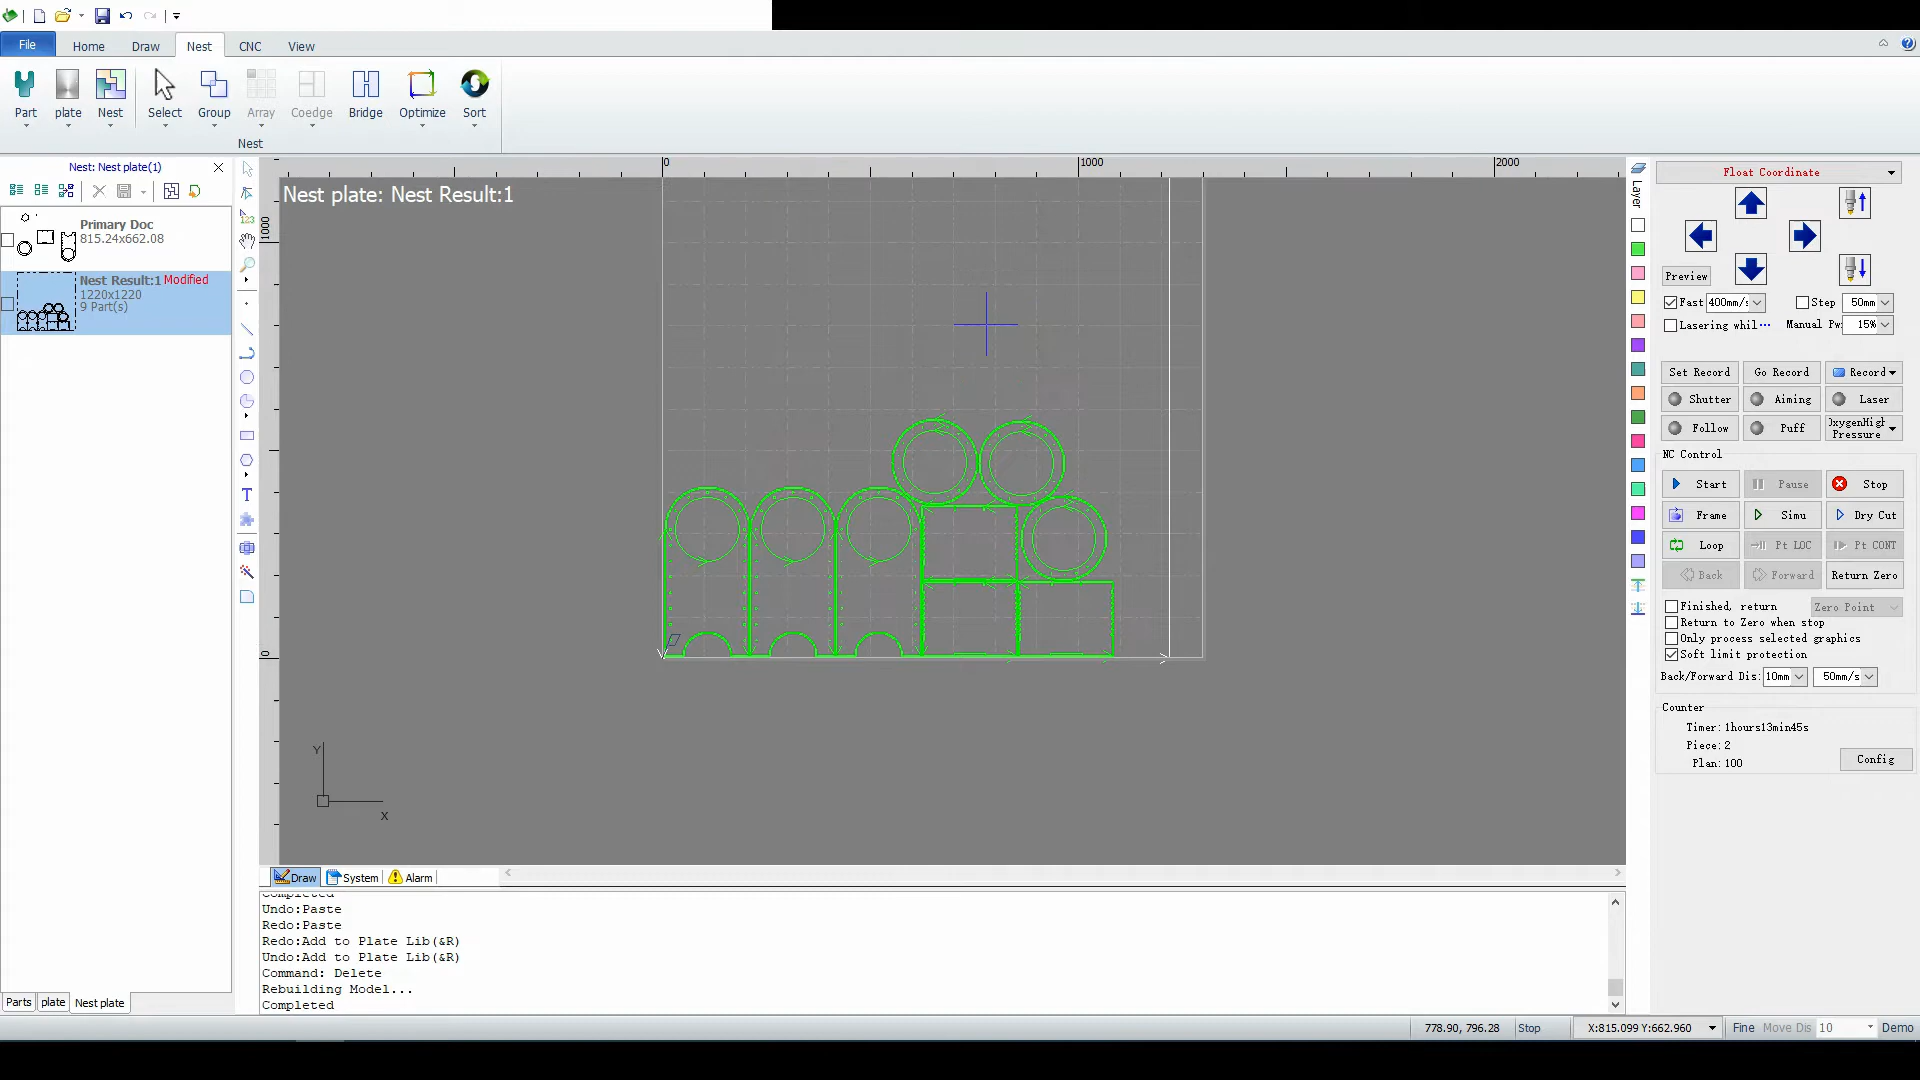 File
Home
Draw
Nest
CNC
View
Part
plate
Nest
Select
Group
Array
Coedge
Bridge
Optimize
Sort
Nest
Nest: Nest plate(1)
Primary Doc
815.24x662.08
Nest Result:1 Modified
1220x1220
9 Part(s)
Parts
plate
Nest plate
123
T
0
1000
2000
1000
0
Nest plate: Nest Result:1
Y
X
Layer
Draw
System
Alarm
Completed
Undo:Paste
Redo:Paste
Redo:Add to Plate Lib(&R)
Undo:Add to Plate Lib(&R)
Command: Delete
Rebuilding Model...
Completed
Float Coordinate
Preview
Fast 400mm/s
Step 50mm
Lasering whil
Manual Pw: 15%
Set Record
Go Record
Record
Shutter
Aiming
Laser
Follow
Puff
OxygenHigh
Pressure
NC Control
Start
Pause
Stop
Frame
Simu
Dry Cut
Loop
Pt LOC
Pt CONT
Back
Forward
Return Zero
Finished, return
Zero Point
Return to Zero when stop
Only process selected graphics
Soft limit protection
Back/Forward Dis: 10mm 50mm/s
Counter
Timer: 1hours13min45s
Piece: 2
Plan: 100
Config
778.90, 796.28
Stop
X:815.099 Y:662.960
Fine
Move Dis
10
Demo